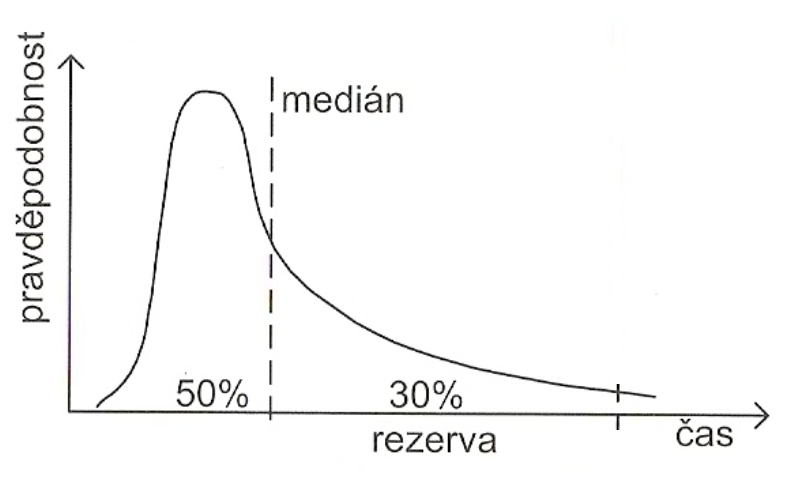 pravděpodobnost
medián
50%
30%
rezerva
čas